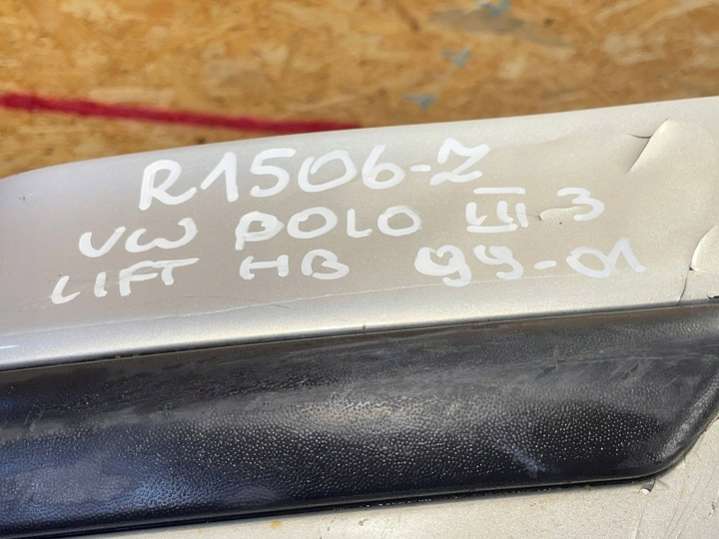 R1506-Z
VW POLO III 3
LIFT HB 99-01